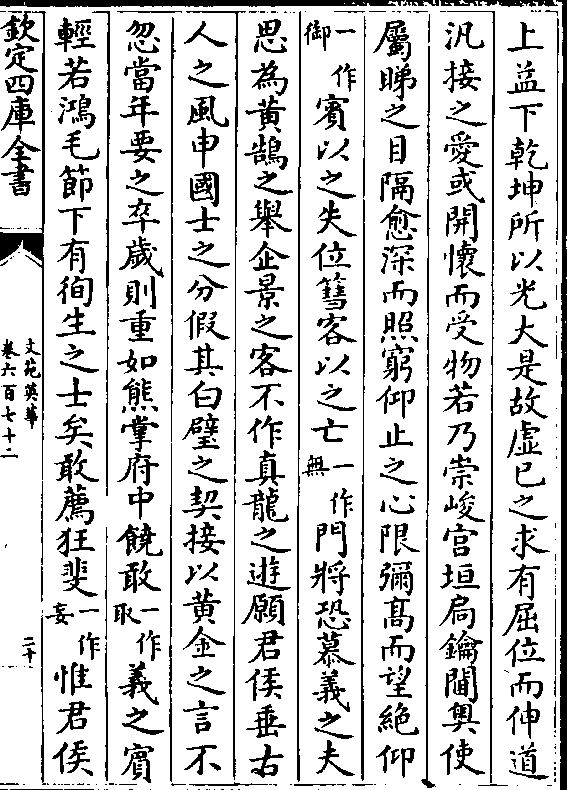 上益下乾坤所以光大是故虛已之求有屈位而伸道
汎接之愛或開懷而受物若乃崇峻宮垣扃鑰閫奧使
屬睇之目隔愈深而照窮仰止之心限彌髙而望絶仰
一作御賓以之失位簦客以之亡一作無門將恐慕義之夫
思為黄鵠之舉企景之客不作真龍之遊願君侯垂古
人之風申國士之分假其白璧之契接以黄金之言不
忽當年要之卒歲則重如熊掌府中饒敢一作取義之賓
輕若鴻毛節下有徇生之士矣敢薦狂斐一作妄惟君侯
欽定四庫全書
文苑英華
卷六百七十二
二十